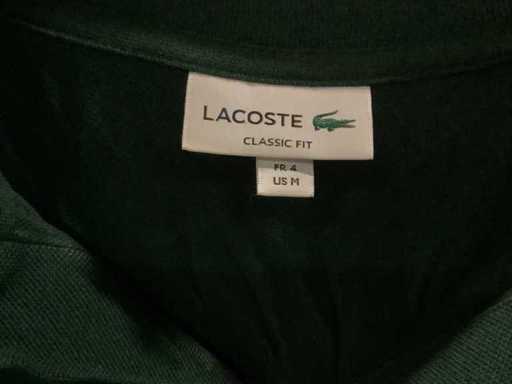 LACOSTE
CLASSIC FIT
FR 4
US M